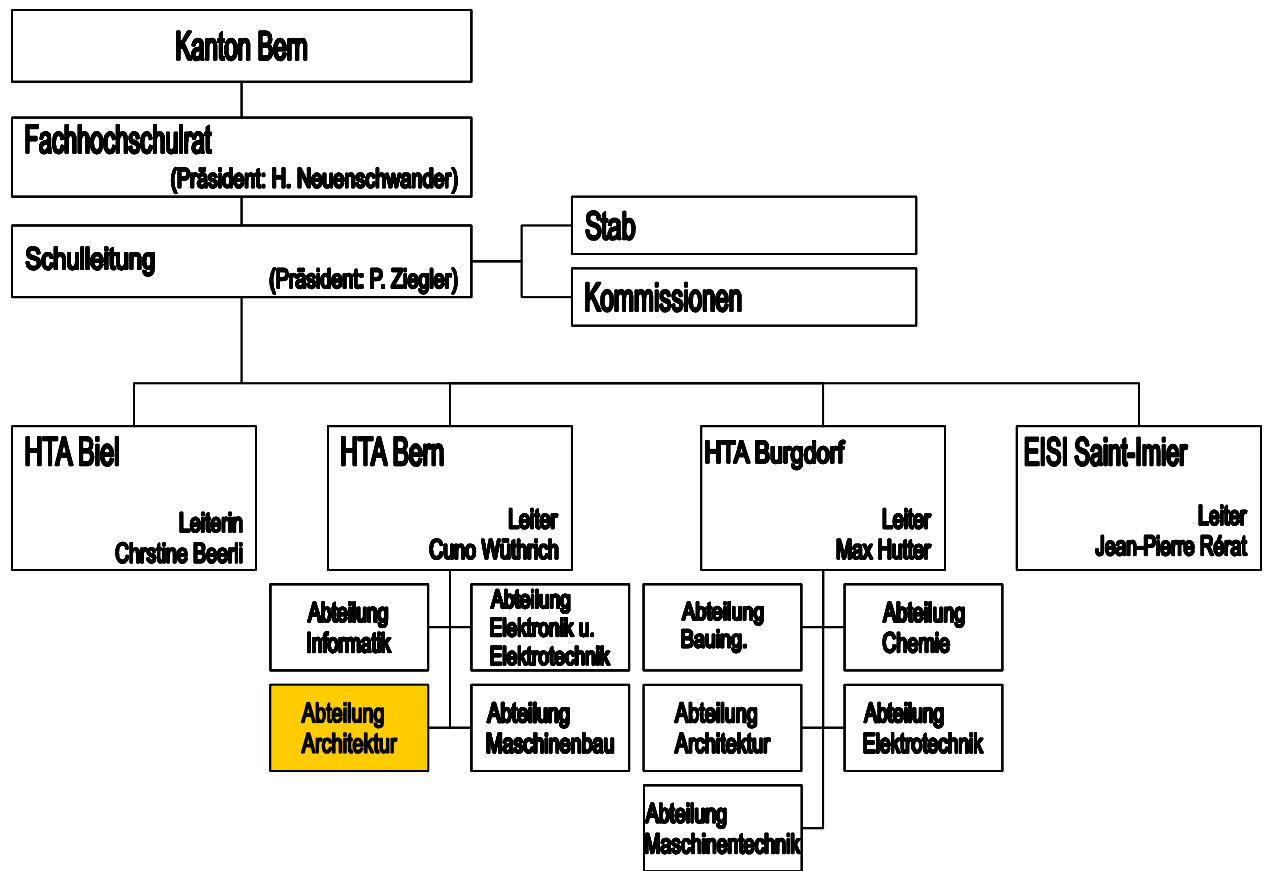 Kanton Bern
Fachhochschulrat
(Präsident: H. Neuenschwander)
Schulleitung
(Präsident: P. Ziegler)
Stab
Kommissionen
HTA Biel
Leiterin
Chrstine Beerli
HTA Bern
Leiter
Cuno Wüthrich
HTA Burgdorf
Leiter
Max Hutter
EISI Saint-Imier
Leiter
Jean-Pierre Rérat
Abteilung
Informatik
Abteilung
Elektronik u.
Elektrotechnik
Abteilung
Architektur
Abteilung
Maschinenbau
Abteilung
Bauing.
Abteilung
Chemie
Abteilung
Architektur
Abteilung
Elektrotechnik
Abteilung
Maschinentechnik